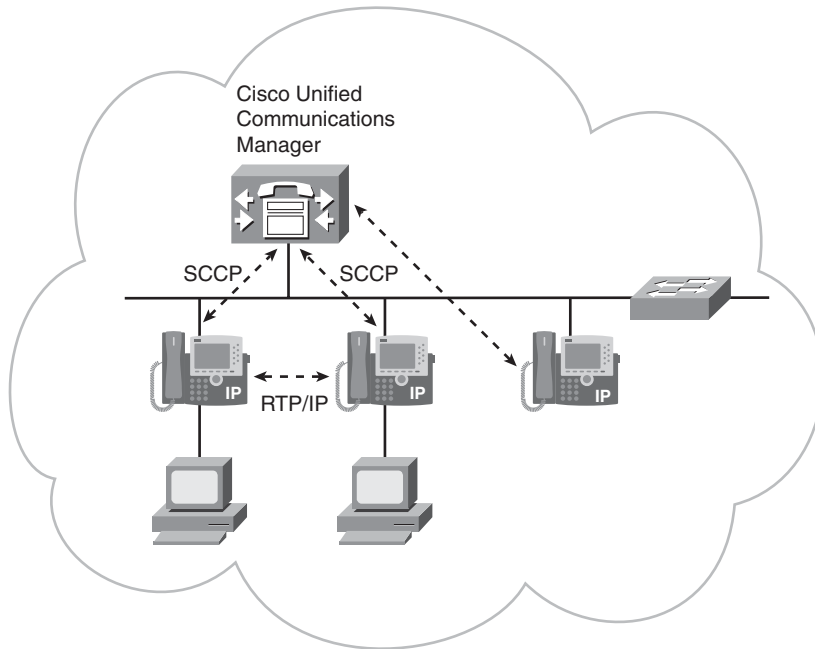 Cisco Unified
Communications
Manager
SCCP
SCCP
IP
IP
IP
RTP/IP